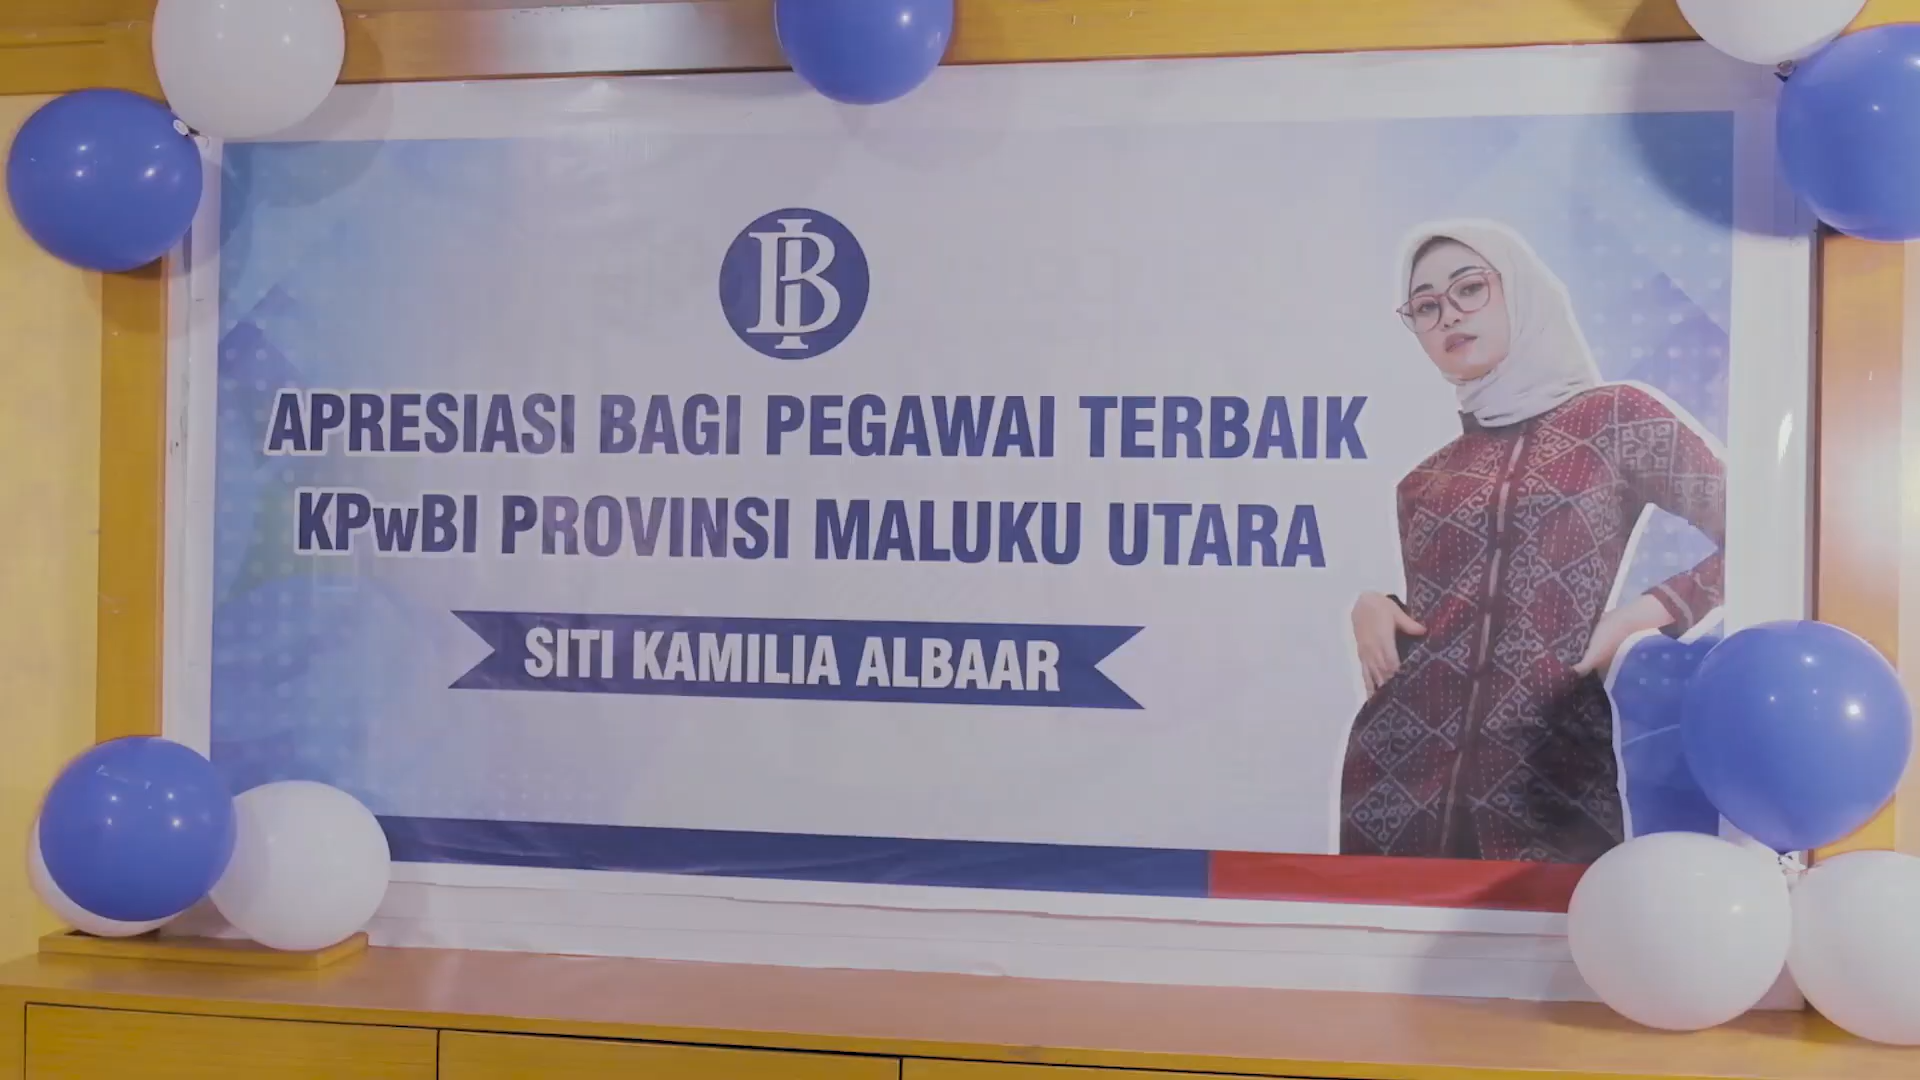 BI
APRESIASI BAGI PEGAWAI TERBAIK
KPwBI PROVINSI MALUKU UTARA
SITI KAMILIA ALBAAR